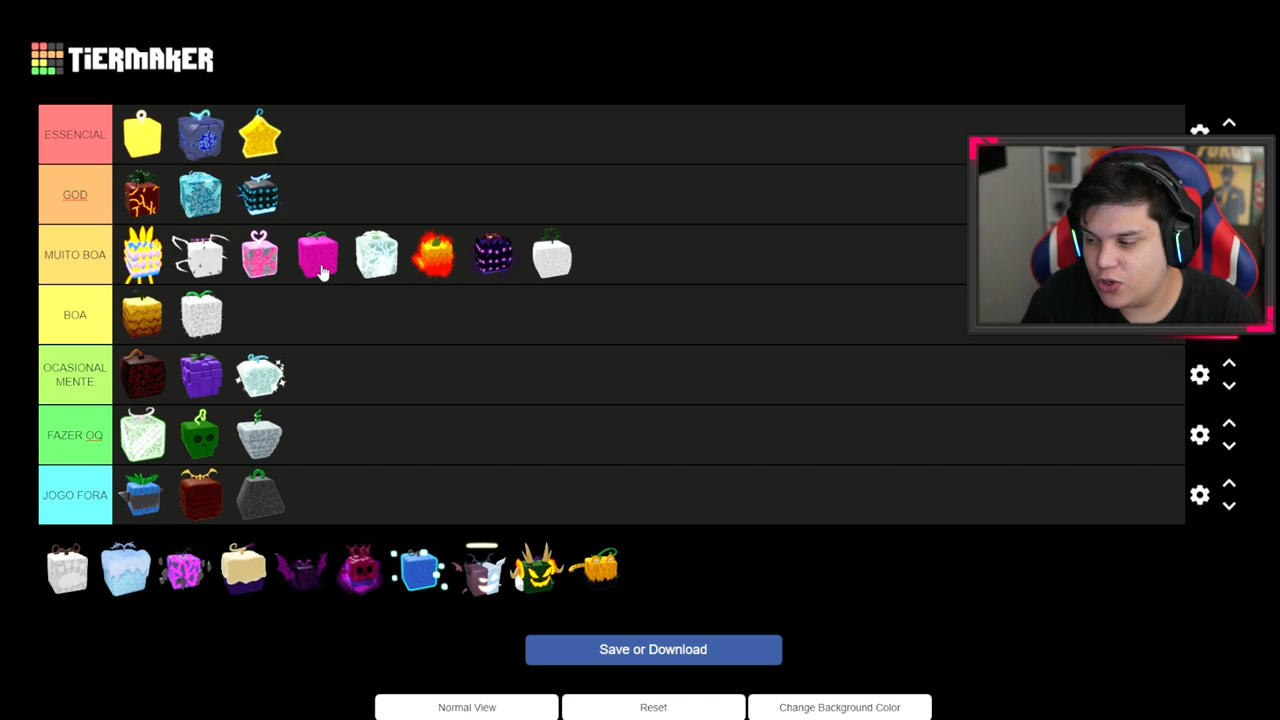 TiERMAKER
ESSENCIAL
GOD
MUITO BOA
BOA
OCASIONAL
MENTE
FAZER OQ
JOGO FORA
Save or Download
Normal View
Reset
Change Background Color